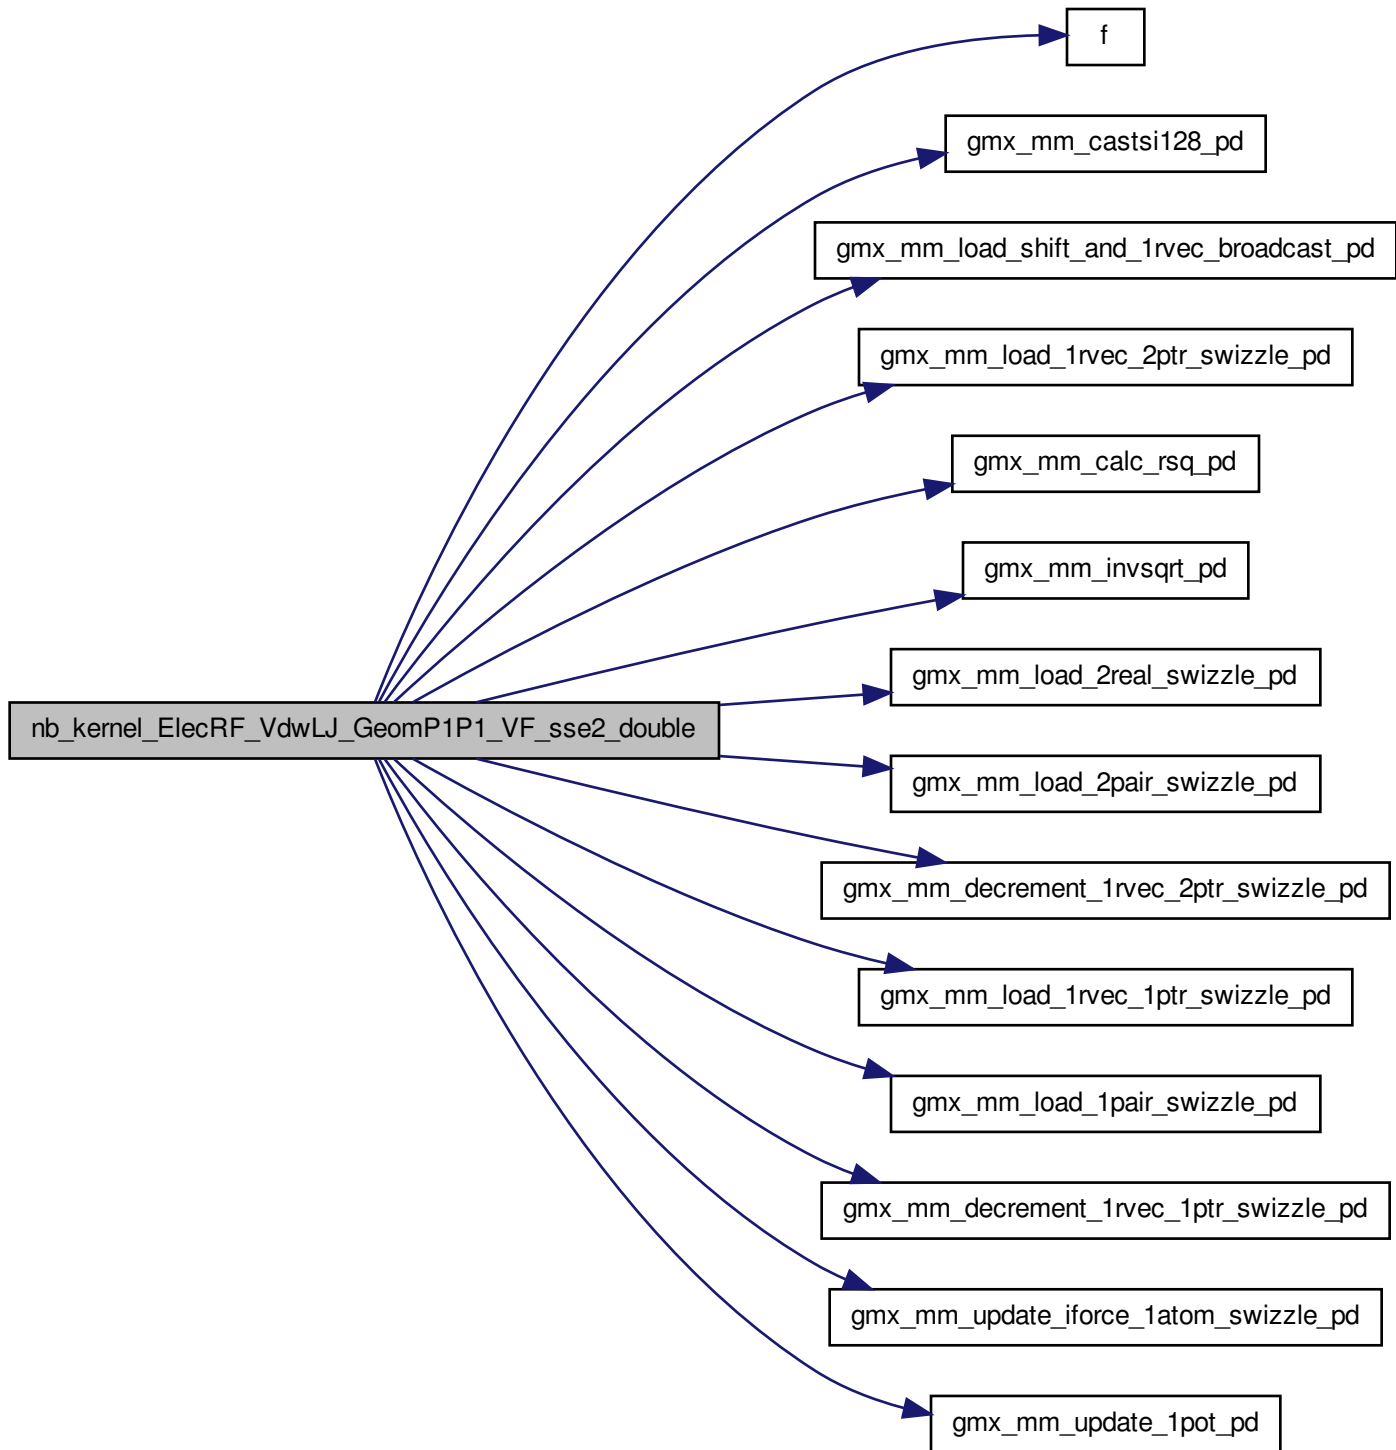 f
gmx_mm_castsi128_pd
gmx_mm_load_shift_and_1rvec_broadcast_pd
gmx_mm_load_1rvec_2ptr_swizzle_pd
gmx_mm_calc_rsq_pd
gmx_mm_invsqrt_pd
gmx_mm_load_2real_swizzle_pd
nb_kernel_ElecRF_VdwLJ_GeomP1P1_VF_sse2_double
gmx_mm_load_2pair_swizzle_pd
gmx_mm_decrement_1rvec_2ptr_swizzle_pd
gmx_mm_load_1rvec_1ptr_swizzle_pd
gmx_mm_load_1pair_swizzle_pd
gmx_mm_decrement_1rvec_1ptr_swizzle_pd
gmx_mm_update_iforce_1atom_swizzle_pd
gmx_mm_update_1pot_pd